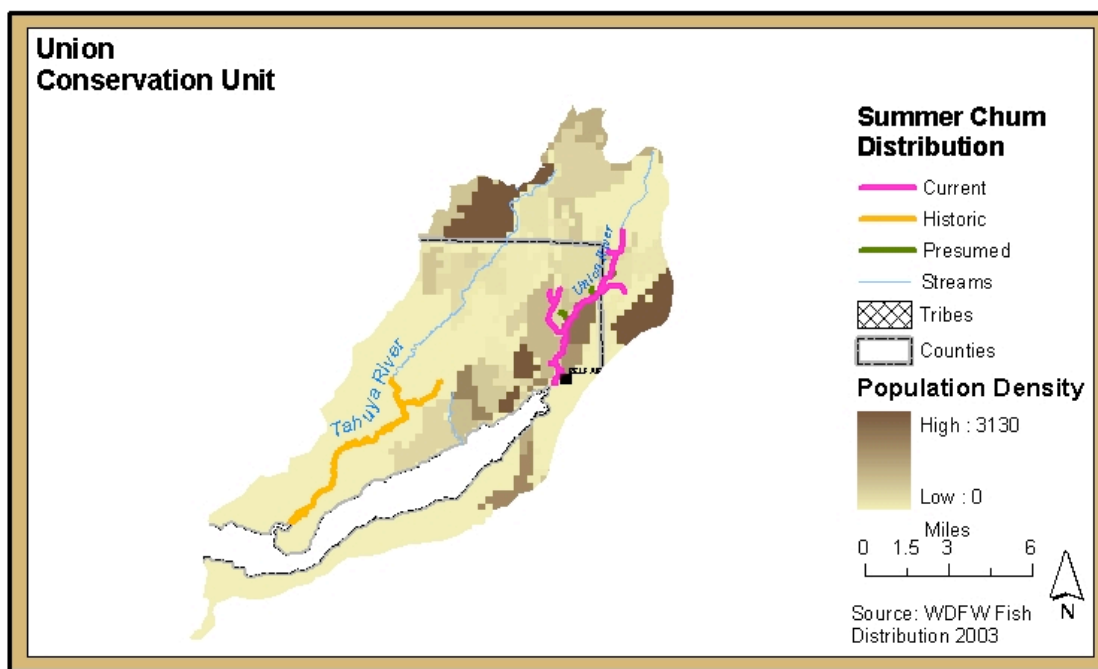 Union
Conservation Unit
Union River
Tahuya River
Summer Chum
Distribution
Current
Historic
Presumed
Streams
Tribes
Counties
Population Density
High : 3130
Low : 0
Miles
0 1.5 3 6
N
Source: WDFW Fish
Distribution 2003